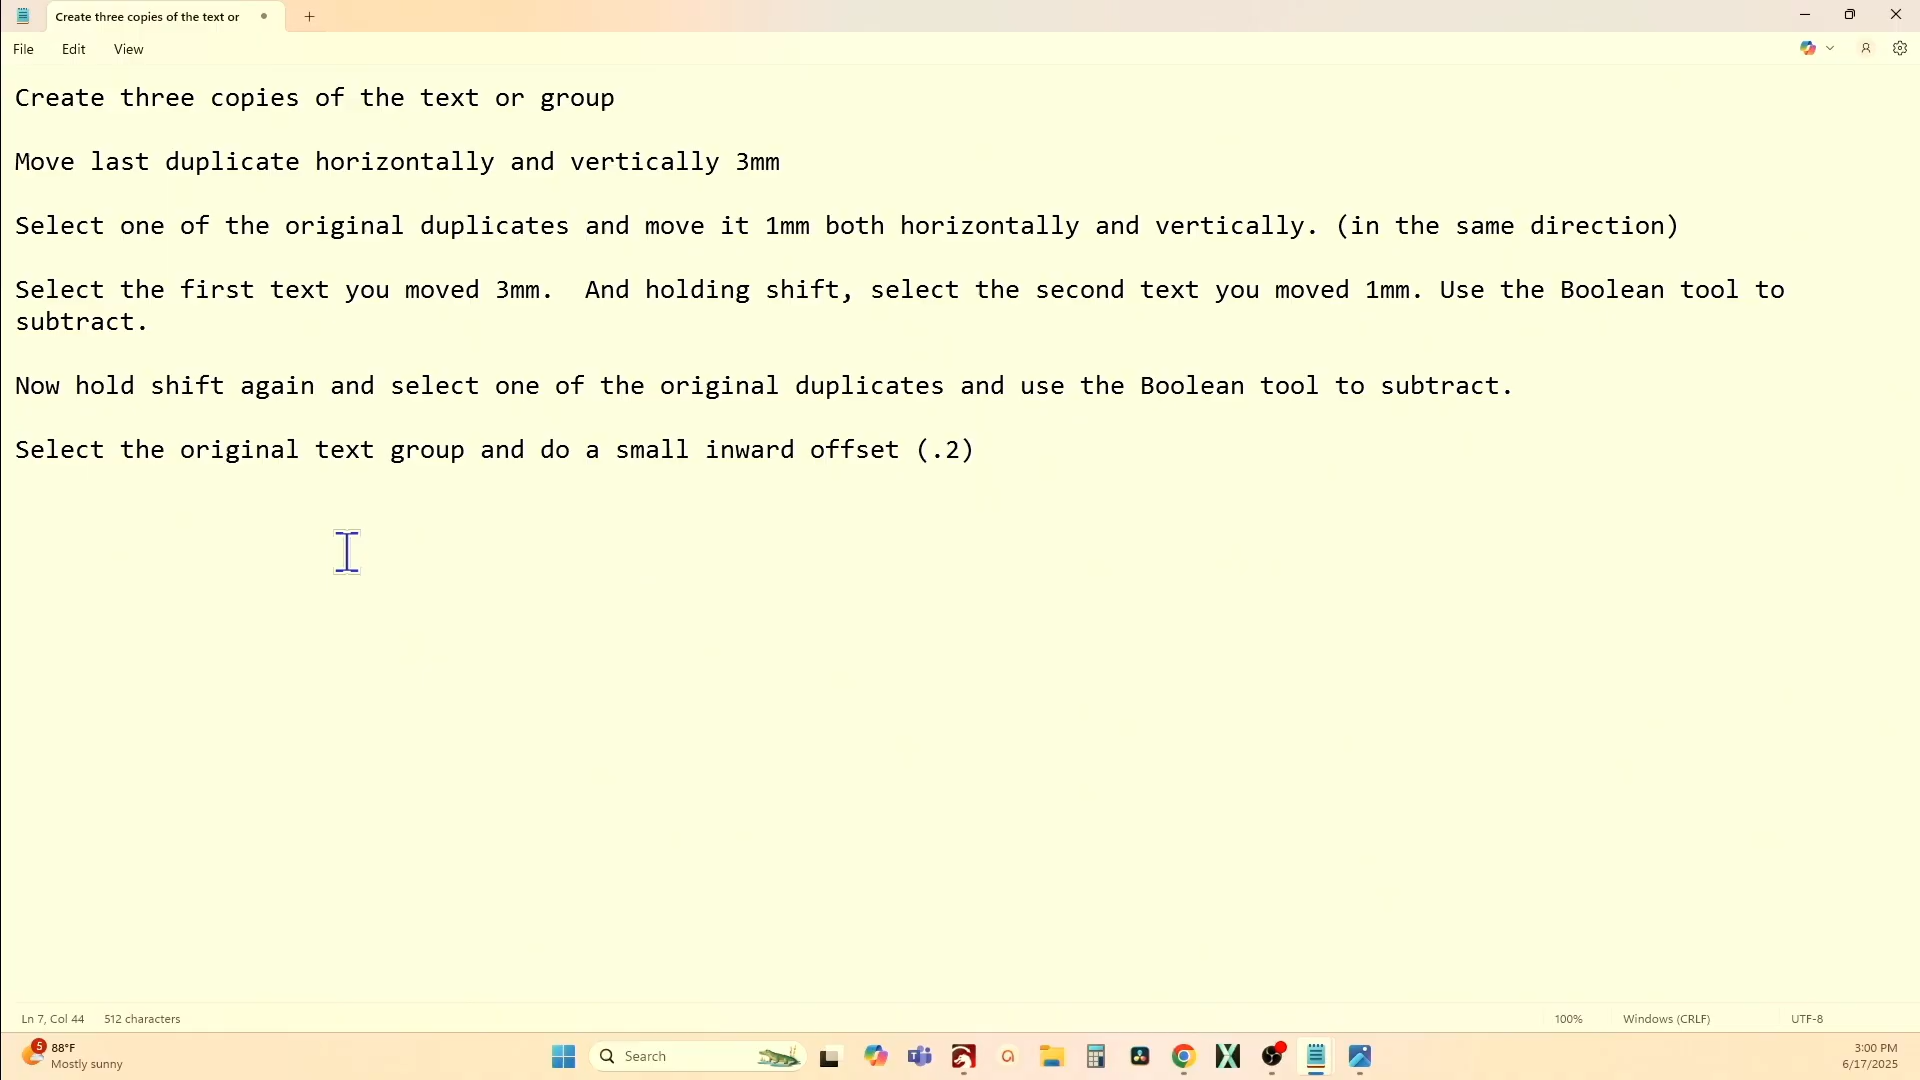 Create three copies of the text or
File Edit View
Create three copies of the text or group
Move last duplicate horizontally and vertically 3mm
Select one of the original duplicates and move it 1mm both horizontally and vertically. (in the same direction)
Select the first text you moved 3mm.  And holding shift, select the second text you moved 1mm. Use the Boolean tool to
subtract.
Now hold shift again and select one of the original duplicates and use the Boolean tool to subtract.
Select the original text group and do a small inward offset (.2)
Ln 7, Col 44 512 characters 100% Windows (CRLF) UTF-8
5 88°F
Mostly sunny
Search
3:00 PM
6/17/2025